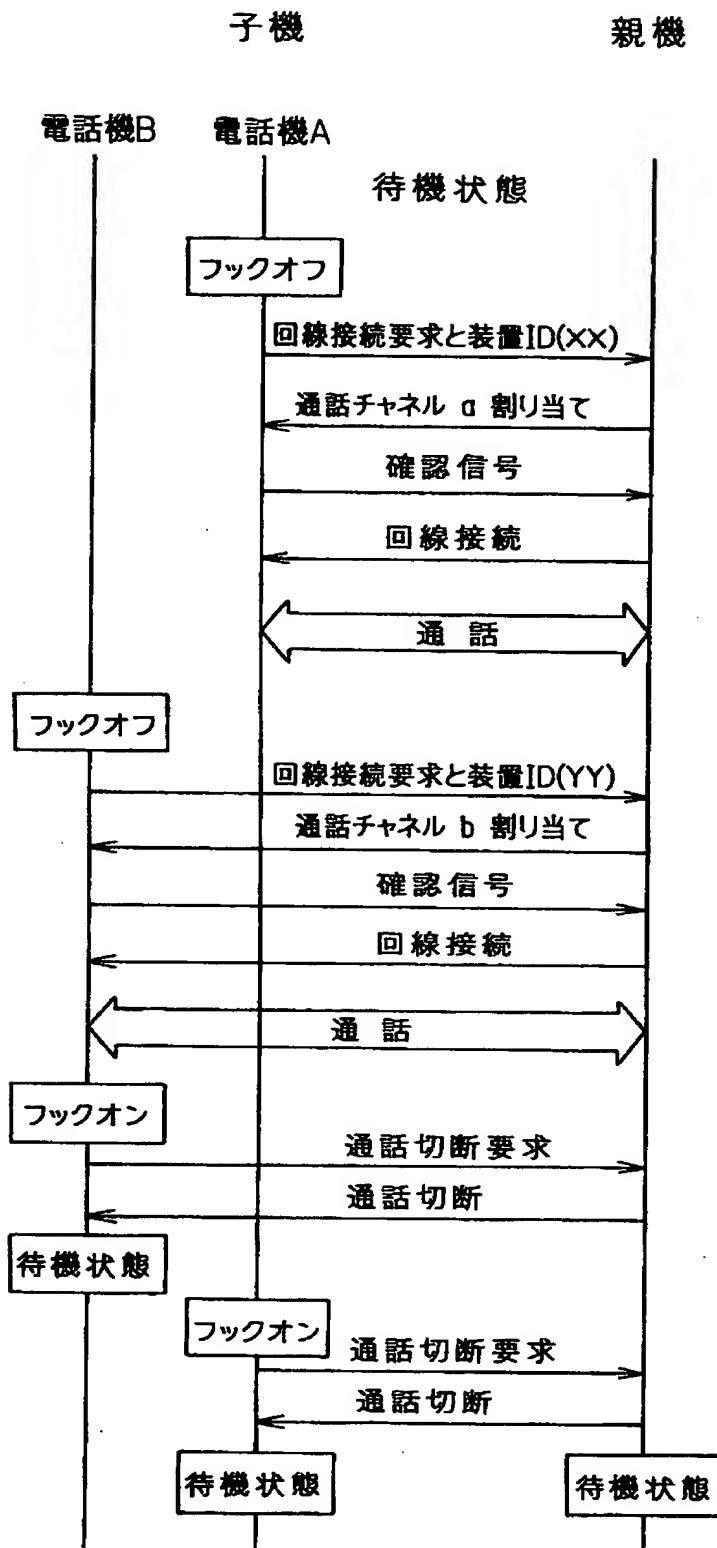 子機 親機
電話機B 電話機A
待機状態
フックオフ
回線接続要求と装置ID(XX)
通話チャネル a 割り当て
確認信号
回線接続
通話
フックオフ
回線接続要求と装置ID(YY)
通話チャネル b 割り当て
確認信号
回線接続
通話
フックオン
通話切断要求
通話切断
待機状態
フックオン
通話切断要求
通話切断
待機状態 待機状態